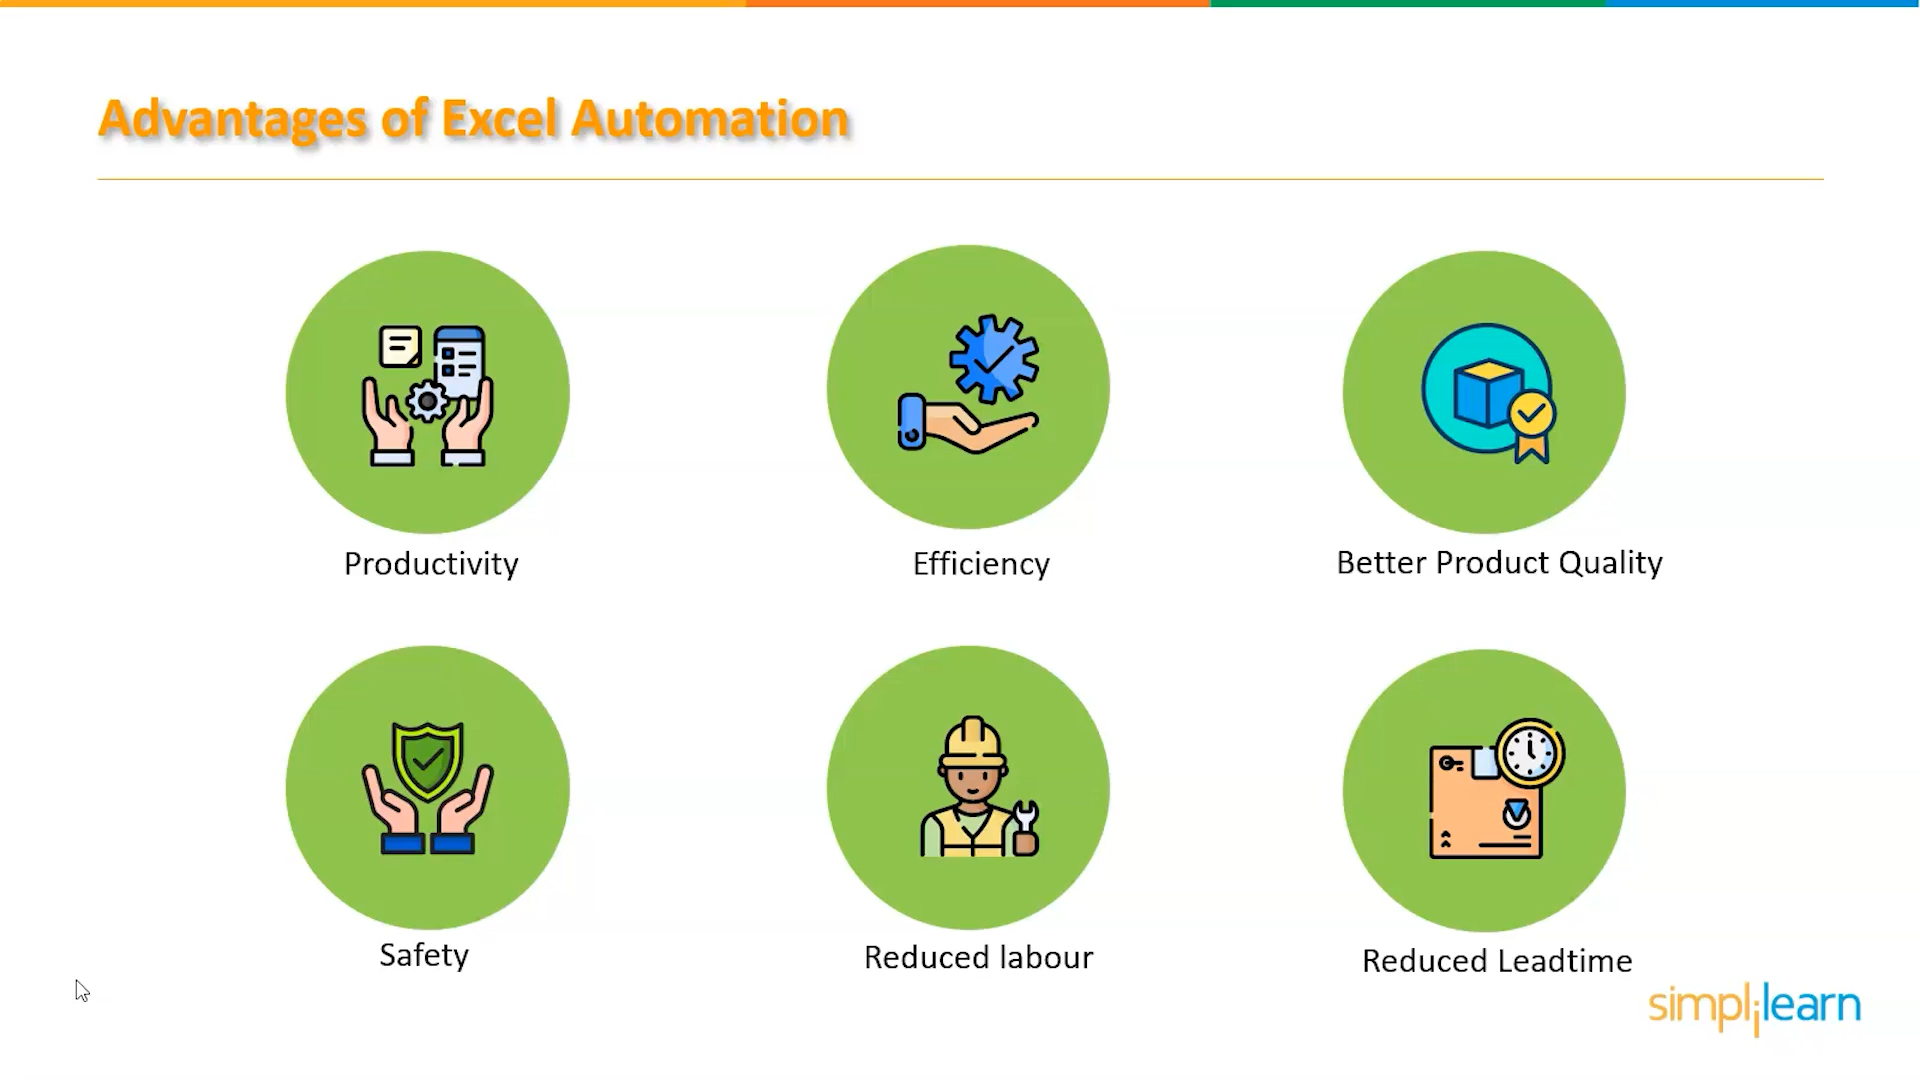 Advantages of Excel Automation
Productivity
Efficiency
Better Product Quality
Safety
Reduced labour
Reduced Leadtime
simplilearn